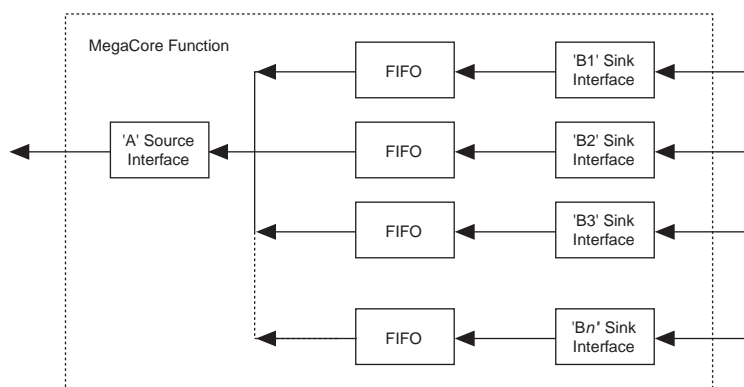 MegaCore Function
FIFO
'B1' Sink
Interface
'A' Source
Interface
FIFO
'B2' Sink
Interface
FIFO
'B3' Sink
Interface
FIFO
'Bn' Sink
Interface